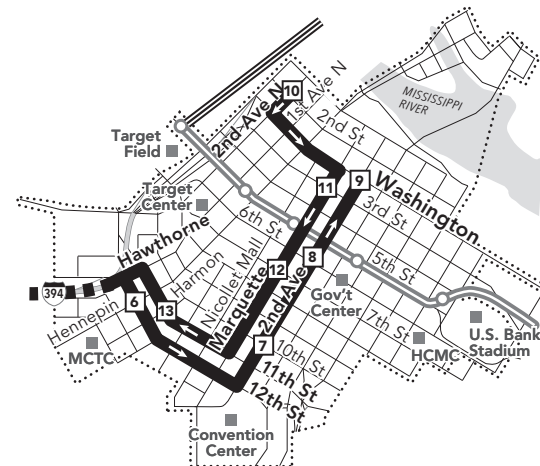 10
1st Ave N
2nd Ave N
2nd St
MISSISSIPPI
RIVER
Target
Field
11
9
Washington
3rd St
Target
Center
6th St
Hawthorne
8
5th St
Harmon
Nicollet Mall
12
Marquette
2nd Ave
Gov't
Center
394
6
13
Hennepin
7th St
U.S. Bank
Stadium
MCTC
7
10th St
HCMC
11th St
12th St
Convention
Center